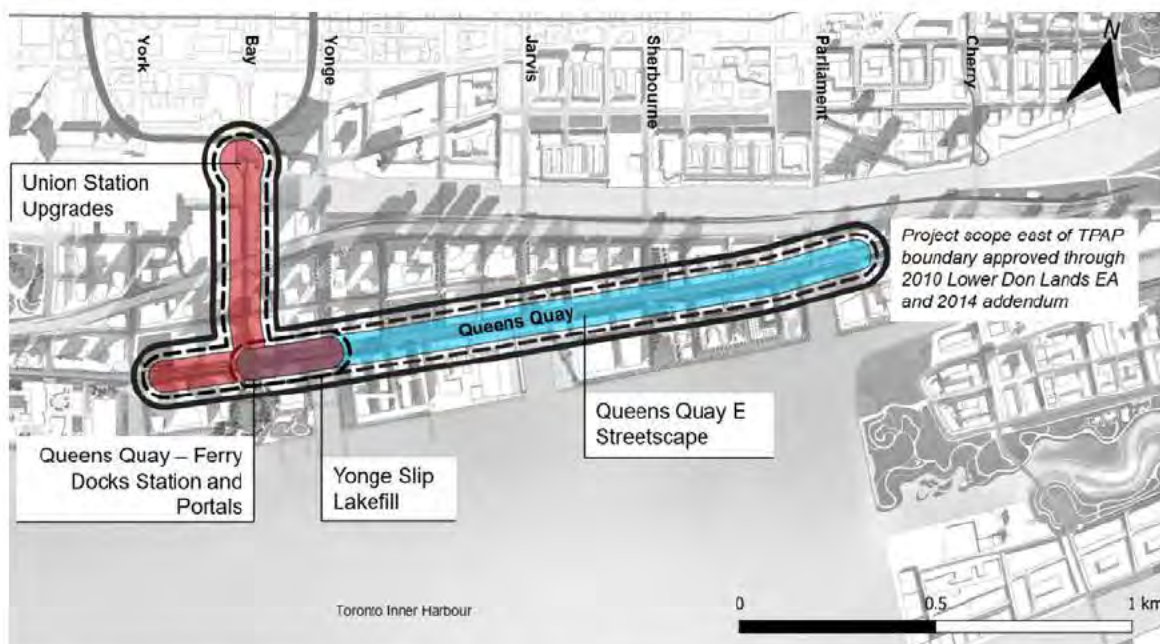 York
Bay
Yonge
Jarvis
Sherbourne
Parliament
Cherry
N
Union Station
Upgrades
Project scope east of TPAP
boundary approved through
2010 Lower Don Lands EA
and 2014 addendum
Queens Quay
Queens Quay E
Streetscape
Queens Quay – Ferry
Docks Station and
Portals
Yonge Slip
Lakefill
Toronto Inner Harbour
0
0.5
1 km